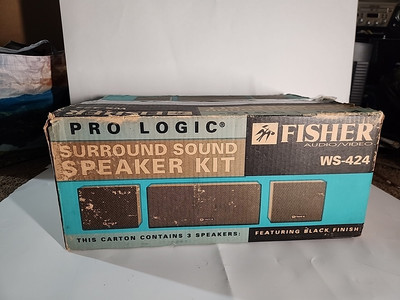 PRO LOGIC®
SURROUND SOUND
SPEAKER KIT
FISHER
AUDIO/VIDEO
WS-424
THIS CARTON CONTAINS 3 SPEAKERS:
FEATURING BLACK FINISH